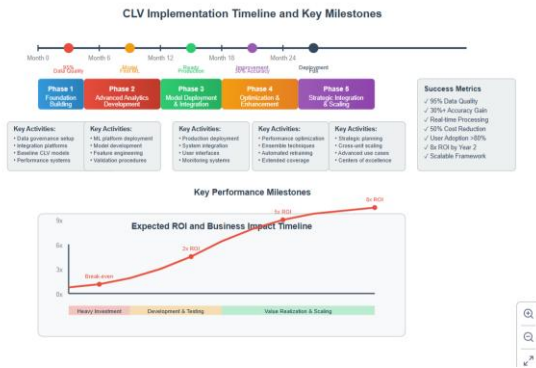 CLV Implementation Timeline and Key Milestones
Month 0
Month 6
Month 12
Month 18
Month 24
95%
Data Quality
Model
Ready
Production
Improvement
Deployment
Full
Phase 1
Foundation
Building
Phase 2
Advanced Analytics
Development
Phase 3
Model Deployment
& Integration
Phase 4
Optimization &
Enhancement
Phase 5
Strategic Integration
& Scaling
Key Activities:
• Data governance setup
• Integration platforms
• Baseline CLV models
• Performance systems
Key Activities:
• ML platform deployment
• Model development
• Feature engineering
• Validation procedures
Key Activities:
• Production deployment
• System integration
• User interfaces
• Monitoring systems
Key Activities:
• Performance optimization
• Ensemble techniques
• Automated retraining
• Extended coverage
Key Activities:
• Strategic planning
• Cross-unit scaling
• Advanced use cases
• Centers of excellence
Success Metrics
✓ 95% Data Quality
✓ 30%+ Accuracy Gain
✓ Real-time Processing
✓ 50% Cost Reduction
✓ User Adoption >80%
✓ 8x ROI by Year 2
✓ Scalable Framework
Key Performance Milestones
Expected ROI and Business Impact Timeline
9x
6x
3x
0x
Break-even
2x ROI
5x ROI
8x ROI
Heavy Investment
Development & Testing
Value Realization & Scaling